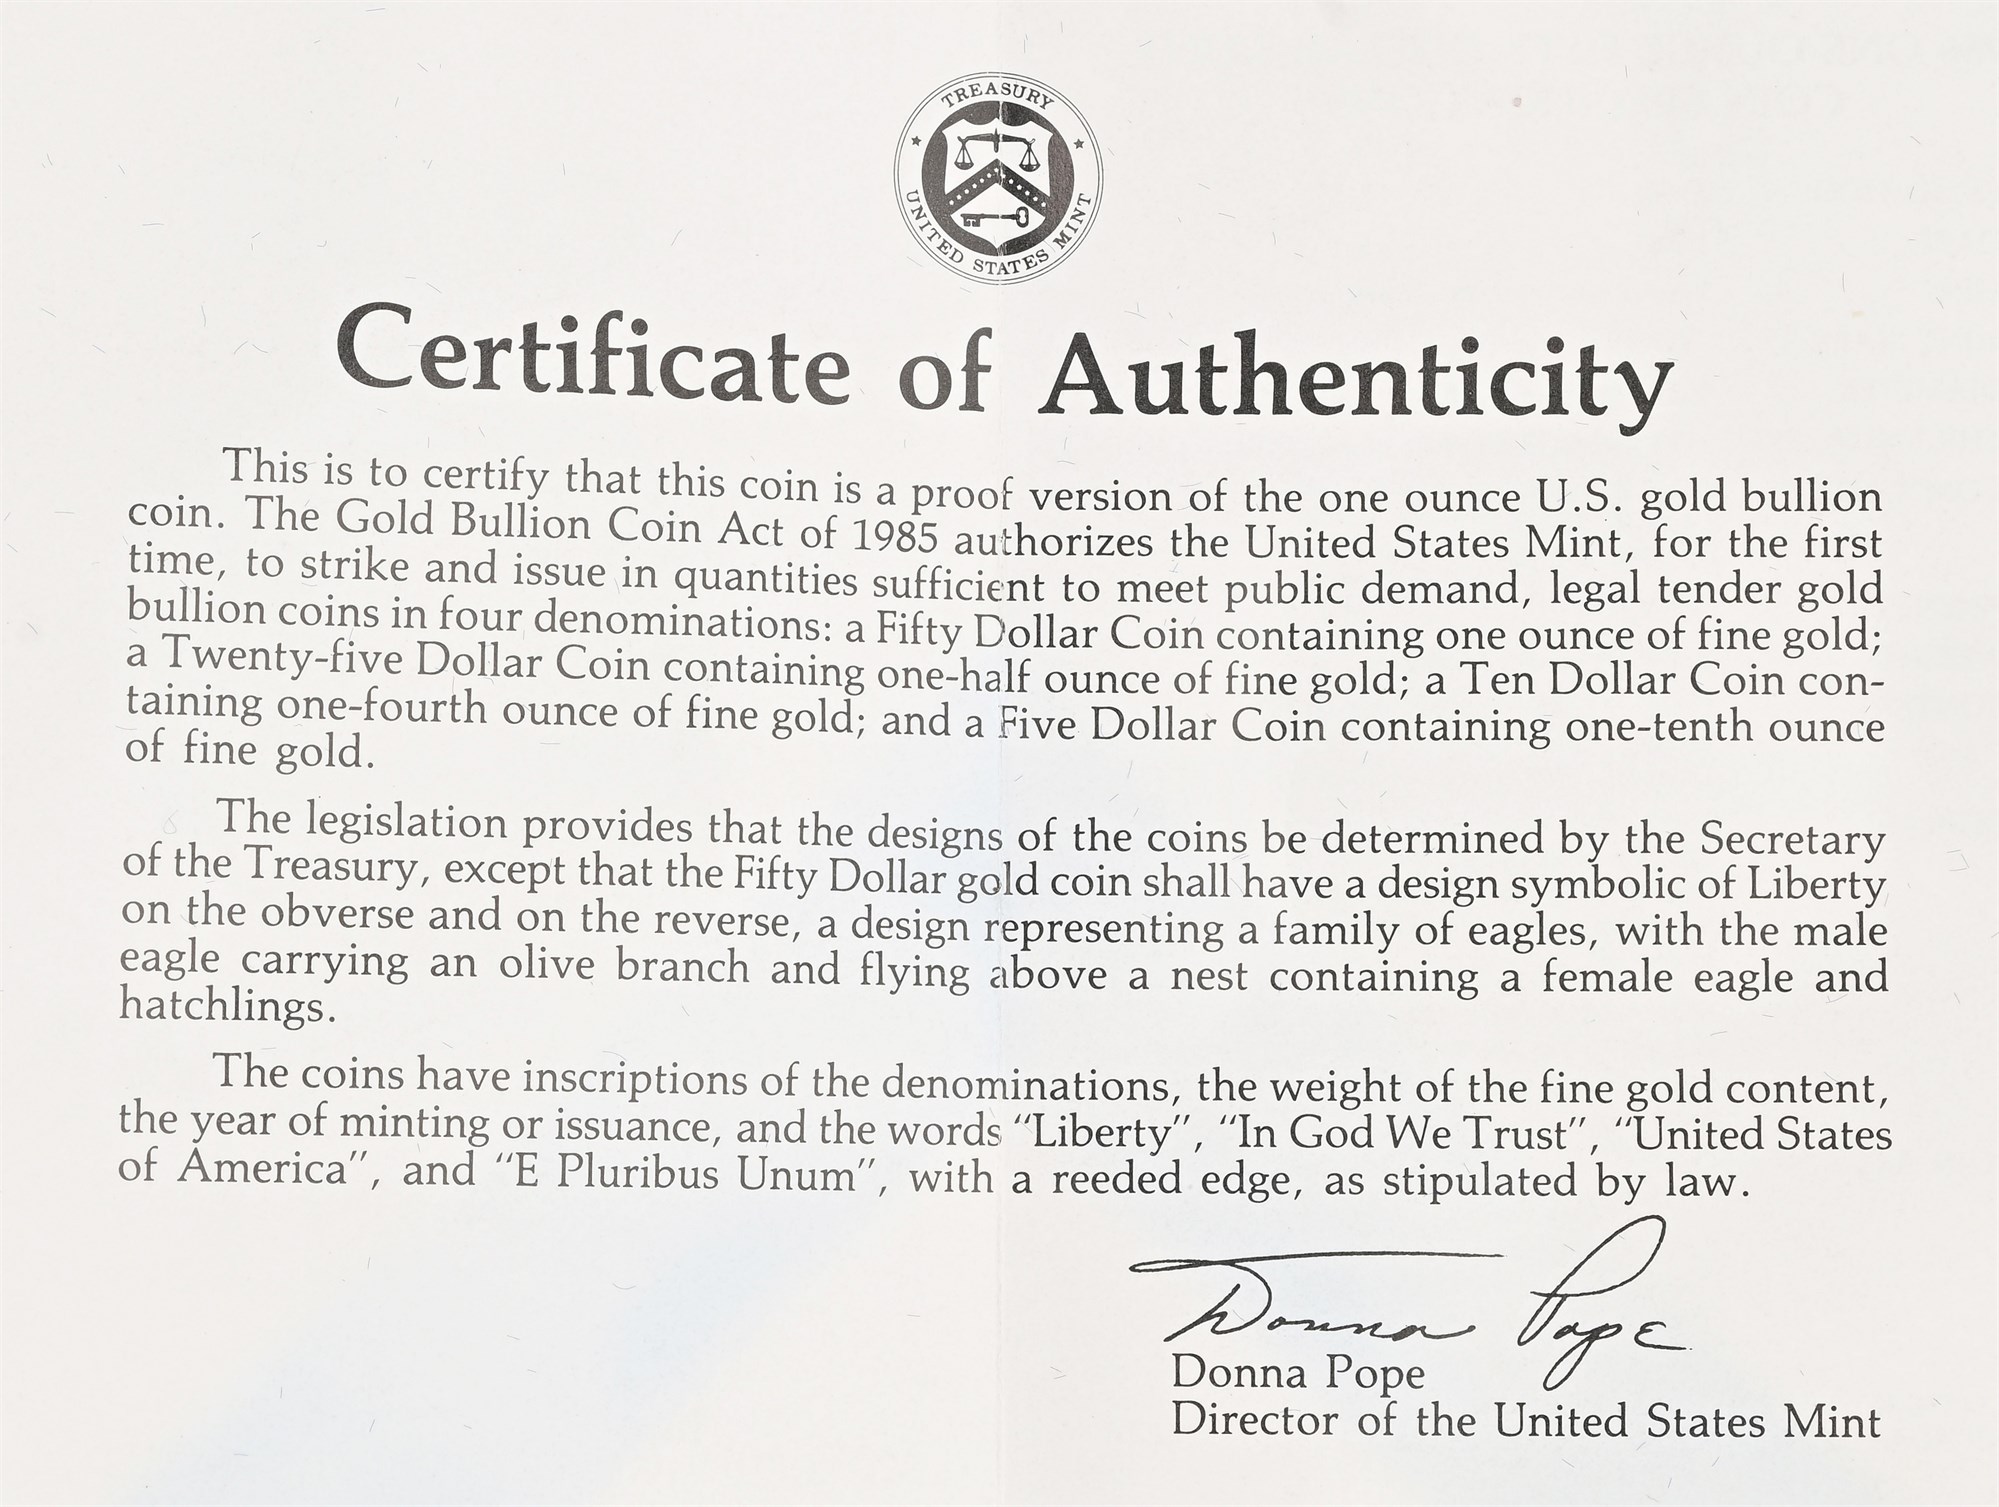 TREASURY
UNITED STATES MINT
Certificate of Authenticity
This is to certify that this coin is a proof version of the one ounce U.S. gold bullion
coin. The Gold Bullion Coin Act of 1985 authorizes the United States Mint, for the first
time, to strike and issue in quantities sufficient to meet public demand, legal tender gold
bullion coins in four denominations: a Fifty Dollar Coin containing one ounce of fine gold;
a Twenty-five Dollar Coin containing one-half ounce of fine gold; a Ten Dollar Coin con-
taining one-fourth ounce of fine gold; and a Five Dollar Coin containing one-tenth ounce
of fine gold.
The legislation provides that the designs of the coins be determined by the Secretary
of the Treasury, except that the Fifty Dollar gold coin shall have a design symbolic of Liberty
on the obverse and on the reverse, a design representing a family of eagles, with the male
eagle carrying an olive branch and flying above a nest containing a female eagle and
hatchlings.
The coins have inscriptions of the denominations, the weight of the fine gold content,
the year of minting or issuance, and the words "Liberty", "In God We Trust", "United States
of America", and "E Pluribus Unum", with a reeded edge, as stipulated by law.
Donna Pope
Donna Pope
Director of the United States Mint